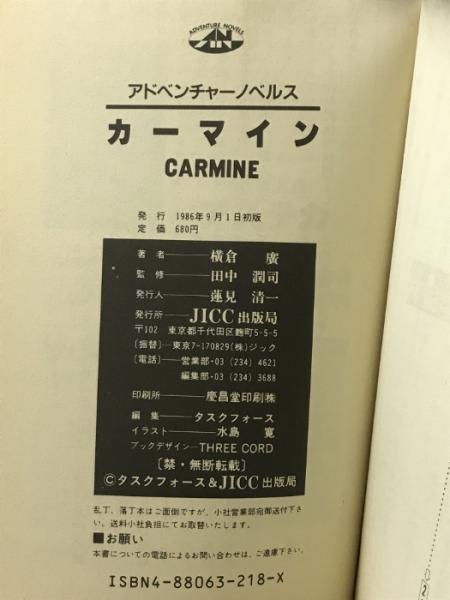 ADVENTURE NOVELS
AN
アドベンチャーノベルス
カーマイン
CARMINE
発行 1986年9月1日初版
定価 680円
著者――横倉 廣
監修――田中 潤司
発行人――蓮見 清一
発行所――JICC出版局
〒102 東京都千代田区麴町5-5-5
〔振替〕――東京7-170829(株)ジック
〔電話〕――営業部・03(234)4621
編集部・03(234)3688
印刷所――慶昌堂印刷㈱
編集――タスクフォース
イラスト――水島 寛
ブックデザイン――THREE CORD
〔禁・無断転載〕
©タスクフォース&JICC出版局
乱丁、落丁本はご面倒ですが、小社営業部宛御送付下さ
い。送料小社負担にてお取替いたします。
■お願い
本書についての電話によるお問い合わせは、ご遠慮下さい。
ISBN4-88063-218-X